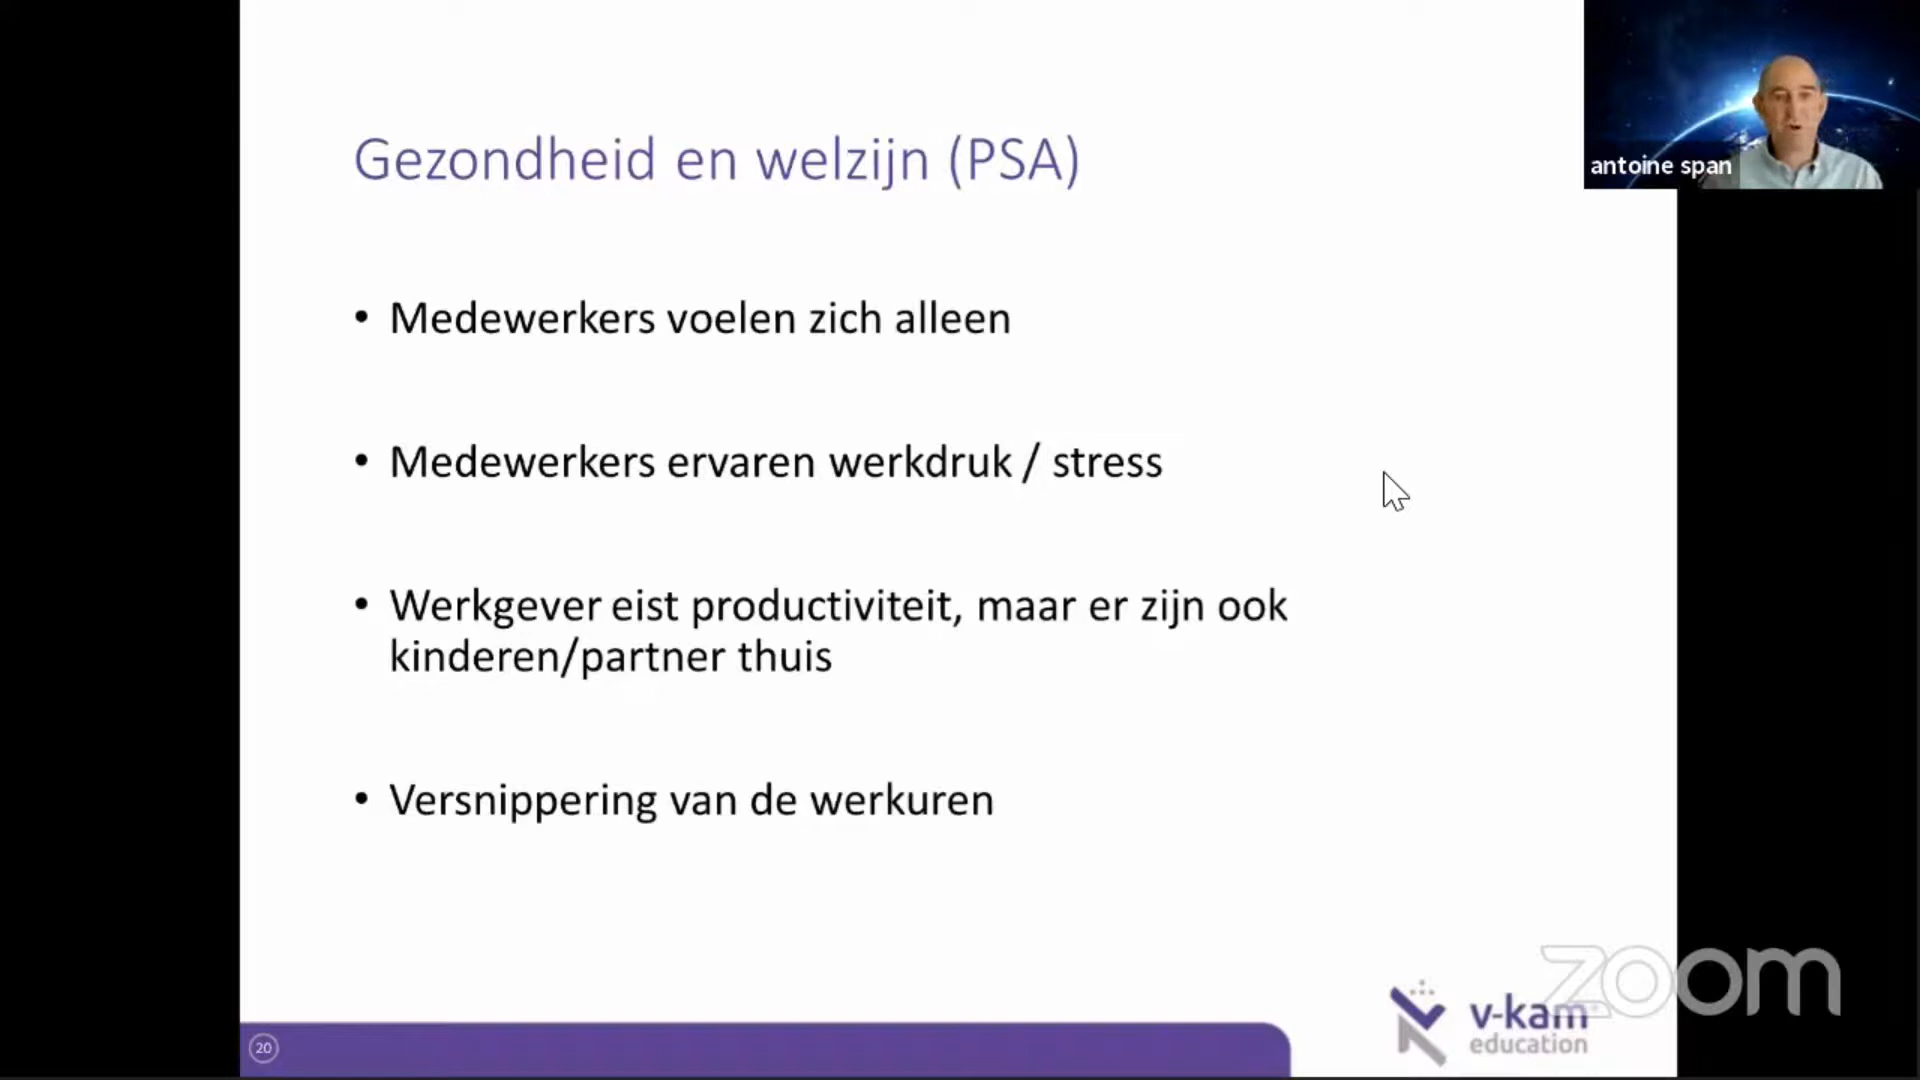 Gezondheid en welzijn (PSA)
antoine span
• Medewerkers voelen zich alleen
• Medewerkers ervaren werkdruk / stress
• Werkgever eist productiviteit, maar er zijn ook
kinderen/partner thuis
• Versnippering van de werkuren
zoom
v-kam
education
20